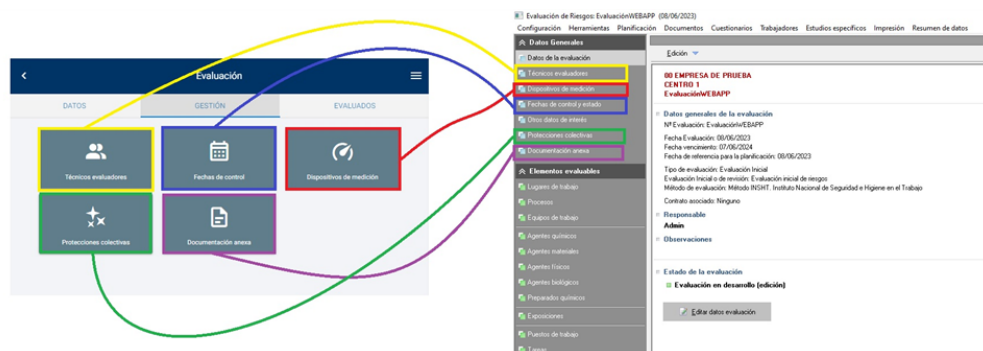 Evaluación
DATOS
GESTIÓN
EVALUADOS
Técnicos evaluadores
Fechas de control
Dispositivos de medición
Protecciones colectivas
Documentación anexa
Evaluación de Riesgos: EvaluaciónWEBAPP (08/06/2023)
Configuración Herramientas Planificación Documentos Cuestionarios Trabajadores Estudios específicos Impresión Resumen de datos
Datos Generales
Datos de la evaluación
Técnicos evaluadores
Dispositivos de medición
Fechas de control y estado
Otros datos de interés
Protecciones colectivas
Documentación anexa
Elementos evaluables
Lugares de trabajo
Procesos
Equipos de trabajo
Agentes químicos
Agentes materiales
Agentes físicos
Agentes biológicos
Preparados químicos
Exposiciones
Puestos de trabajo
Tareas
Edición
00 EMPRESA DE PRUEBA
CENTRO 1
EvaluaciónWEBAPP
Datos generales de la evaluación
Nº Evaluación: EvaluaciónWEBAPP
Fecha Evaluación: 08/06/2023
Fecha vencimiento: 07/06/2024
Fecha de referencia para la planificación: 08/06/2023
Tipo de evaluación: Evaluación Inicial
Evaluación Inicial o de revisión: Evaluación inicial de riesgos
Método de evaluación: Método INSHT. Instituto Nacional de Seguridad e Higiene en el Trabajo
Contrato asociado: Ninguno
Responsable
Admin
Observaciones
Estado de la evaluación
Evaluación en desarrollo (edición)
Editar datos evaluación